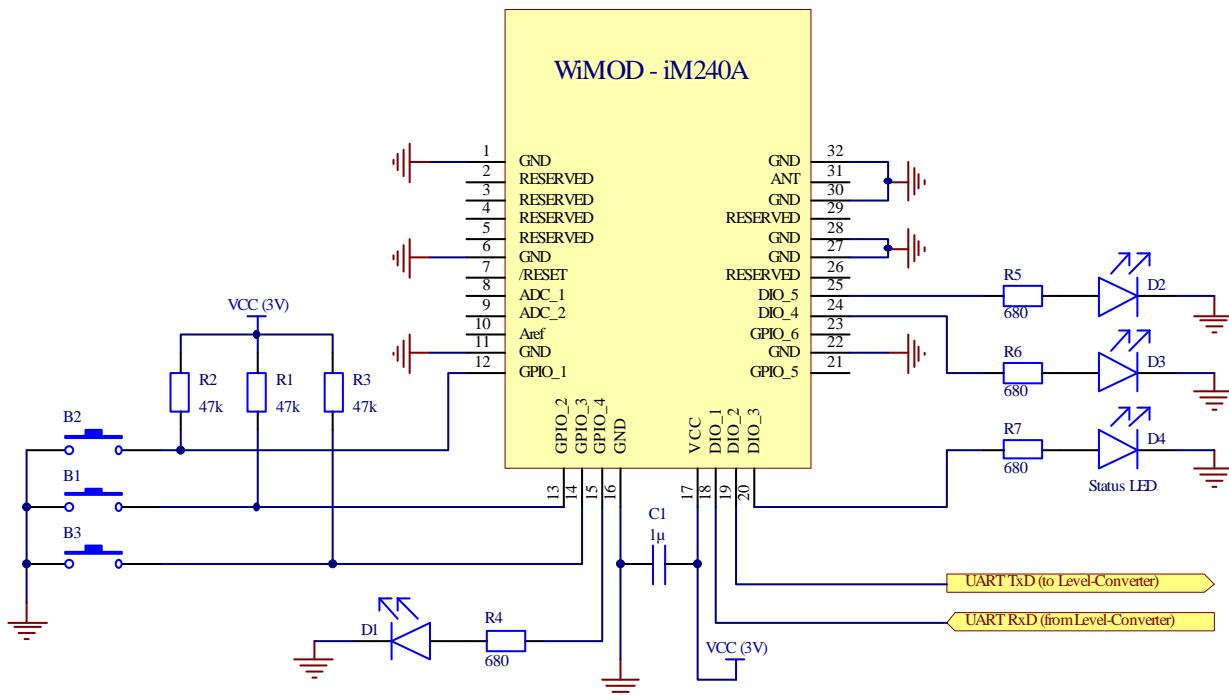 WiMOD - iM240A
1 GND
2 RESERVED
3 RESERVED
4 RESERVED
5 RESERVED
6 GND
7 /RESET
8 ADC_1
9 ADC_2
10 Aref
11 GND
12 GPIO_1
GND 32
ANT 31
GND 30
RESERVED 29
GND 28
GND 27
RESERVED 26
DIO_5 25
DIO_4 24
GPIO_6 23
GND 22
GPIO_5 21
GPIO_2 13
GPIO_3 14
GPIO_4 15
GND 16
VCC 17
DIO_1 18
DIO_2 19
DIO_3 20
VCC (3V)
R2
47k
R1
47k
R3
47k
B2
B1
B3
R5
680
D2
R6
680
D3
R7
680
D4
Status LED
C1
1µ
D1
R4
680
VCC (3V)
UART TxD (to Level-Converter)
UART RxD (from Level-Converter)